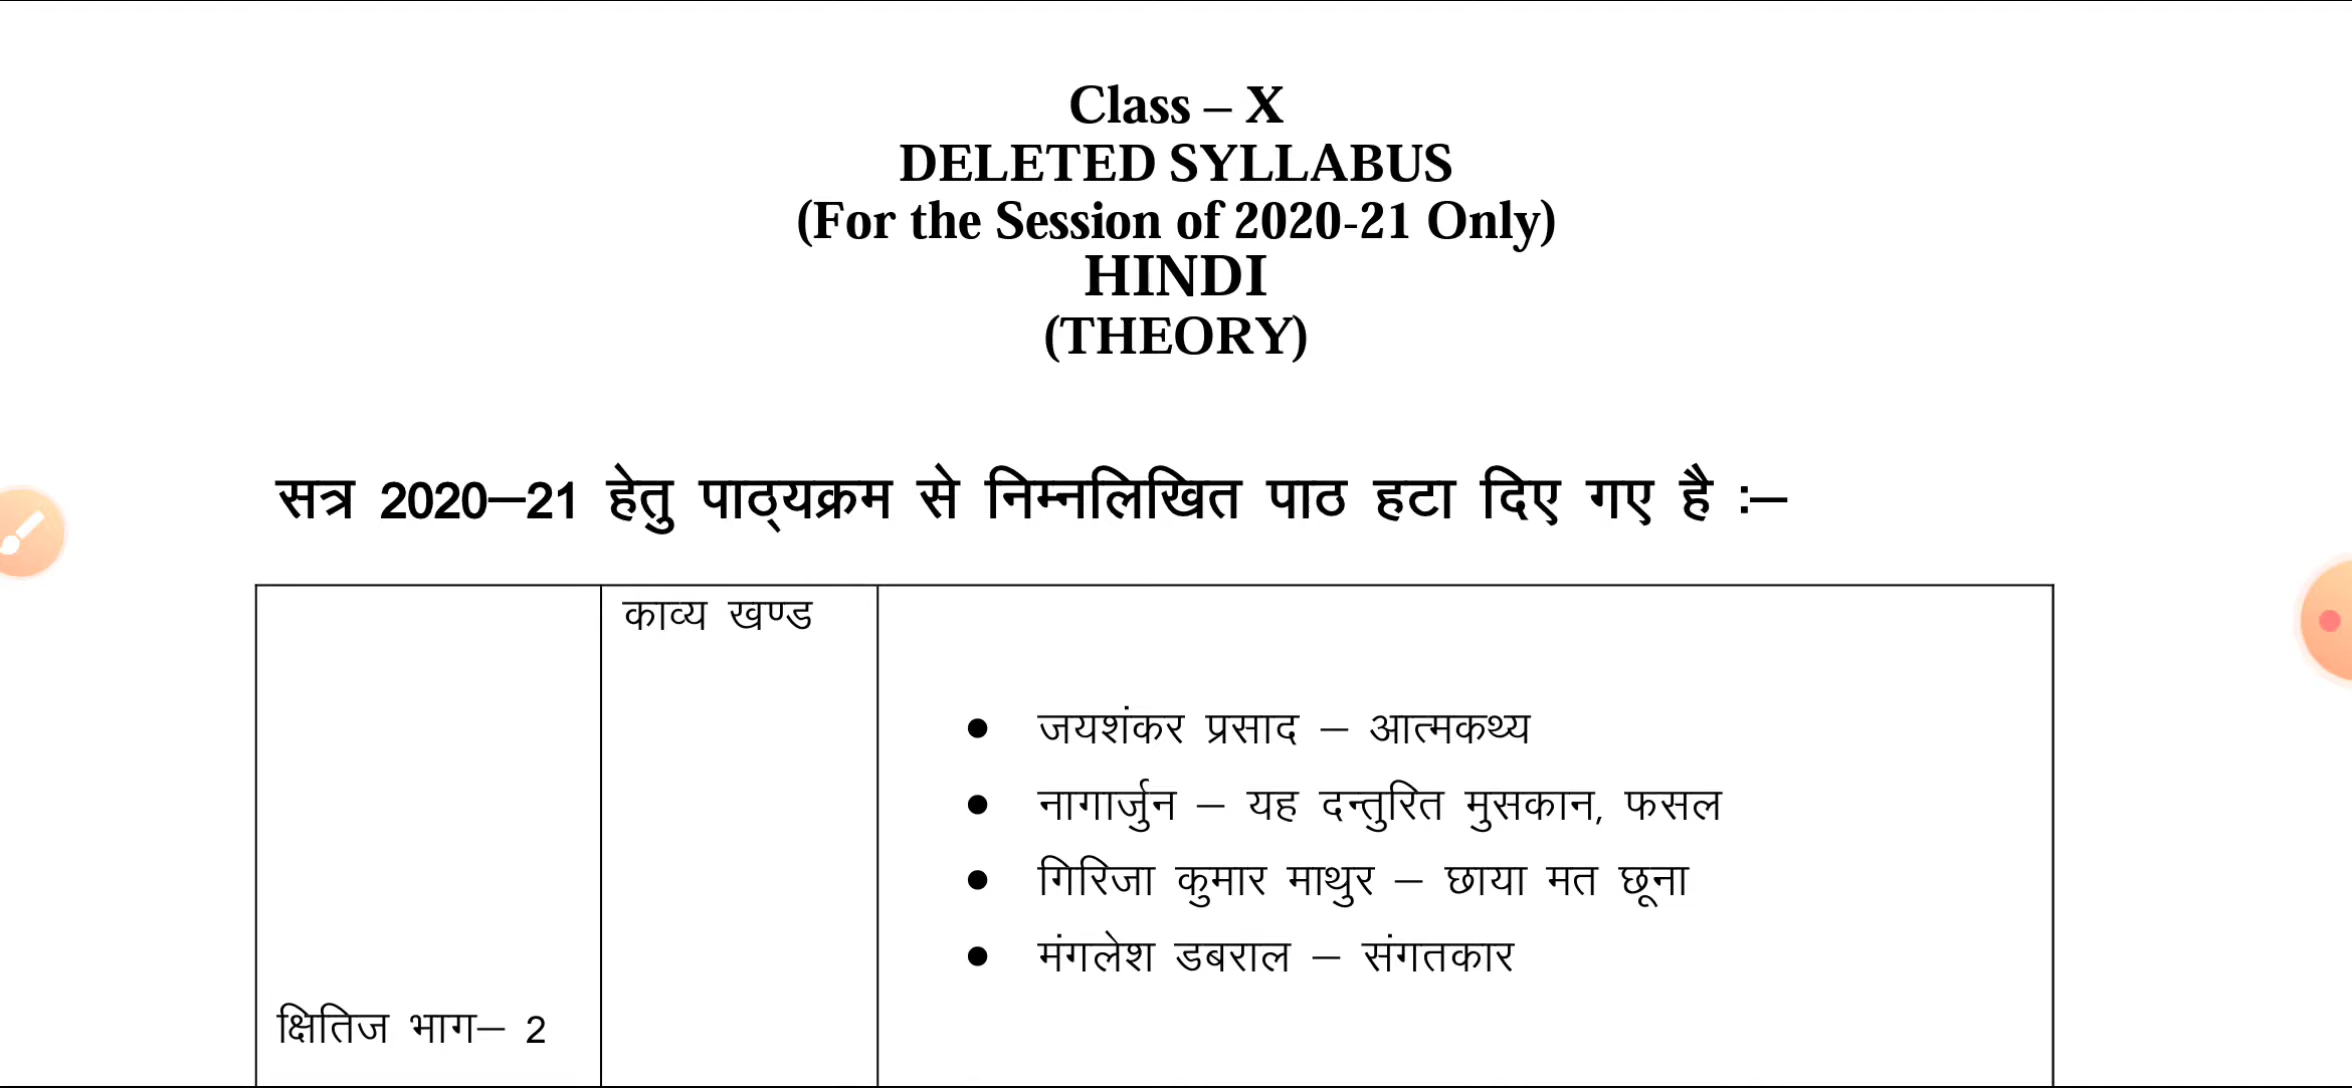 Class – X
DELETED SYLLABUS
(For the Session of 2020-21 Only)
HINDI
(THEORY)
सत्र 2020–21 हेतु पाठ्यक्रम से निम्नलिखित पाठ हटा दिए गए है :–
काव्य खण्ड
● जयशंकर प्रसाद – आत्मकथ्य
● नागार्जुन – यह दन्तुरित मुसकान, फसल
● गिरिजा कुमार माथुर – छाया मत छूना
● मंगलेश डबराल – संगतकार
क्षितिज भाग– 2